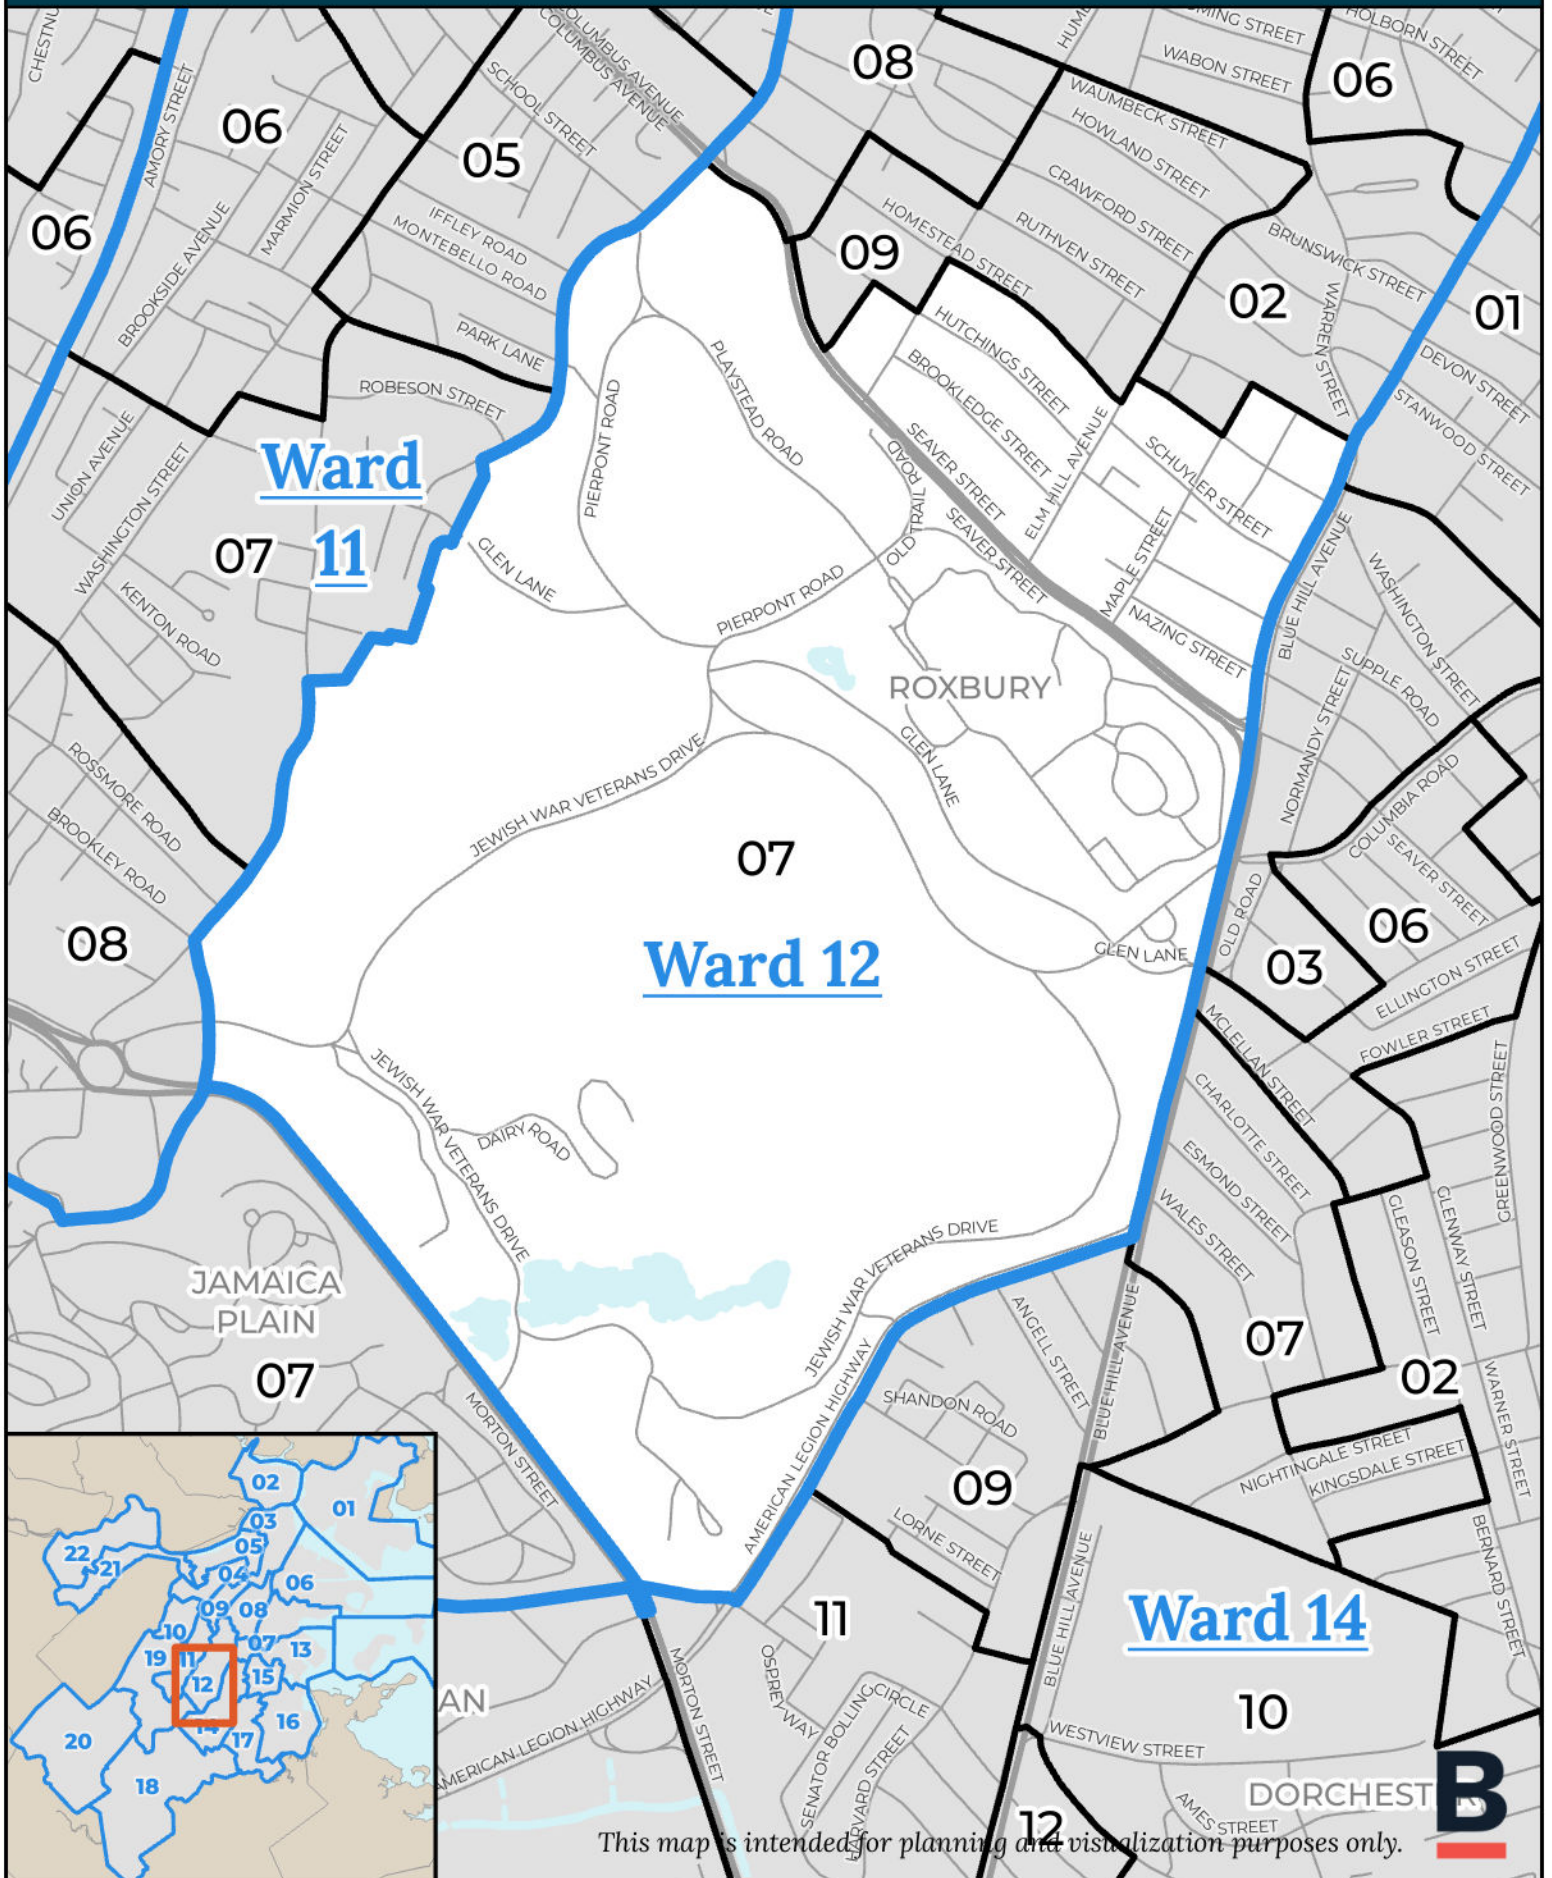 CHESTNU
COLUMBUS AVENUE
COLUMBUS AVENUE
SCHOOL STREET
08
HUM
MING STREET
HOLBORN STREET
WABON STREET
06
AMORY STREET
06
MARMION STREET
05
WAUMBECK STREET
HOWLAND STREET
CRAWFORD STREET
06
BROOKSIDE AVENUE
IFFLEY ROAD
MONTEBELLO ROAD
09
HOMESTEAD STREET
RUTHVEN STREET
BRUNSWICK STREET
02
WARREN STREET
01
PARK LANE
HUTCHINGS STREET
BROOKLEDGE STREET
PLAYSTEAD ROAD
PIERPONT ROAD
ROBESON STREET
DEVON STREET
STANWOOD STREET
UNION AVENUE
WASHINGTON STREET
Ward
11
07
KENTON ROAD
GLEN LANE
OLD TRAIL ROAD
SEAVER STREET
SEAVER STREET
ELM HILL AVENUE
SCHUYLER STREET
MAPLE STREET
NAZING STREET
BLUE HILL AVENUE
WASHINGTON STREET
PIERPONT ROAD
ROXBURY
SUPPLE ROAD
NORMANDY STREET
ROSSMORE ROAD
BROOKLEY ROAD
JEWISH WAR VETERANS DRIVE
GLEN LANE
COLUMBIA ROAD
SEAVER STREET
07
08
Ward 12
GLEN LANE
OLD ROAD
03
06
ELLINGTON STREET
MCLELLAN STREET
FOWLER STREET
JEWISH WAR VETERANS DRIVE
DAIRY ROAD
CHARLOTTE STREET
ESMOND STREET
WALES STREET
GREENWOOD STREET
GLEASON STREET
GLENWAY STREET
JEWISH WAR VETERANS DRIVE
JAMAICA
PLAIN
07
ANGELL STREET
BLUE HILL AVENUE
07
02
WARNER STREET
MORTON STREET
SHANDON ROAD
AMERICAN LEGION HIGHWAY
NIGHTINGALE STREET
KINGSDALE STREET
09
LORNE STREET
BERNARD STREET
02
01
03
05
22
21
04
06
09
08
10
07
13
19
11
12
15
14
16
17
20
18
11
BLUE HILL AVENUE
Ward 14
OSPREY WAY
MORTON STREET
AN
AMERICAN LEGION HIGHWAY
SENATOR BOLLING CIRCLE
HARVARD STREET
10
WESTVIEW STREET
DORCHEST
AMES STREET
12
B
This map is intended for planning and visualization purposes only.